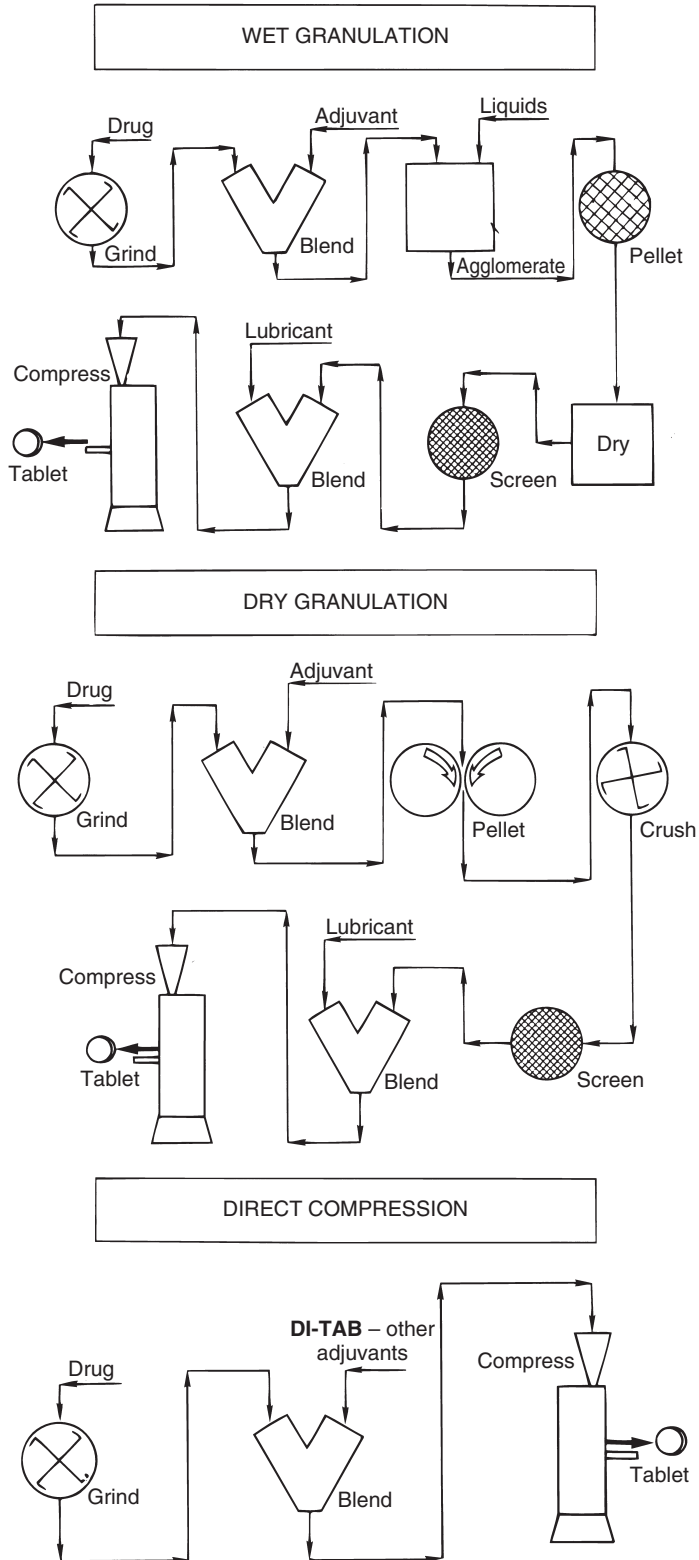 WET GRANULATION
Drug
Adjuvant
Liquids
Grind
Blend
Agglomerate
Pellet
Lubricant
Compress
Tablet
Blend
Screen
Dry
DRY GRANULATION
Drug
Adjuvant
Grind
Blend
Pellet
Crush
Lubricant
Compress
Tablet
Blend
Screen
DIRECT COMPRESSION
DI-TAB – other
adjuvants
Drug
Compress
Grind
Blend
Tablet